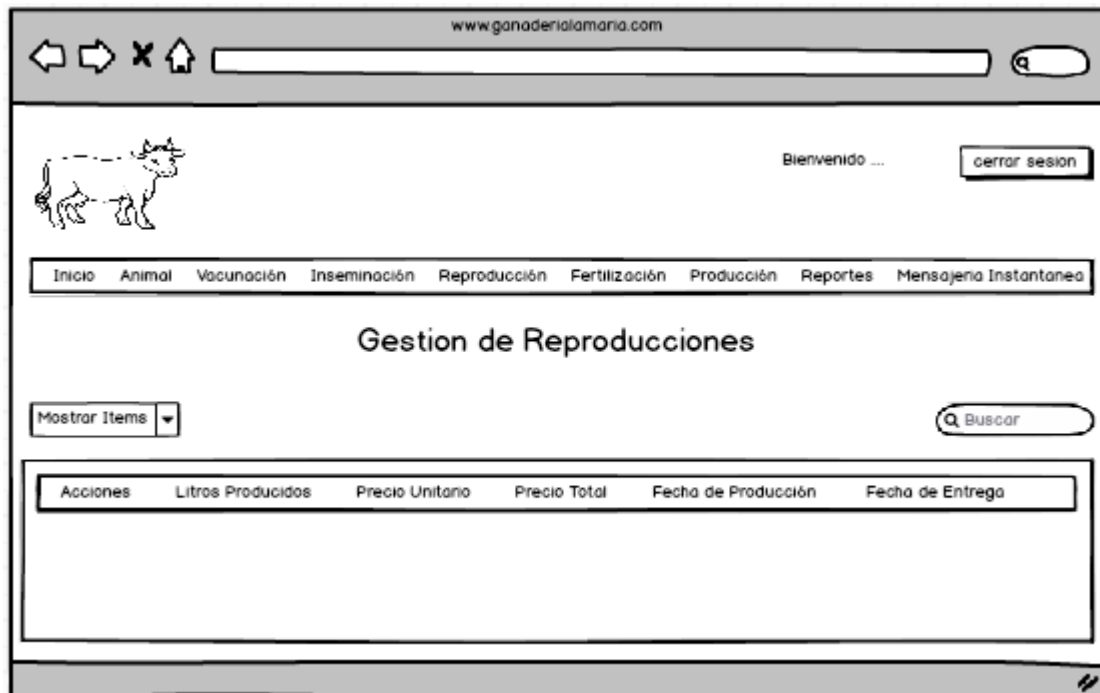 www.ganaderialamaria.com
Bienvenido ... cerrar sesion
Inicio Animal Vacunación Inseminación Reproducción Fertilización Producción Reportes Mensajeria Instantanea
Gestion de Reproducciones
Mostrar Items Buscar
Acciones Litros Producidos Precio Unitario Precio Total Fecha de Producción Fecha de Entrega